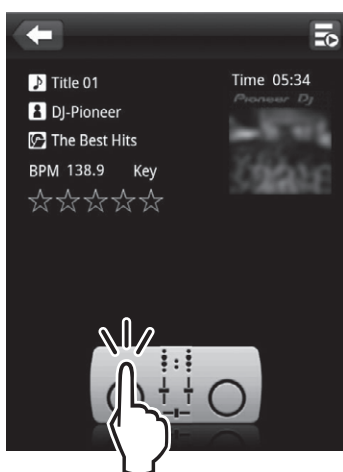 Title 01
Time 05:34
DJ-Pioneer
Pioneer Dj
The Best Hits
BPM 138.9 Key